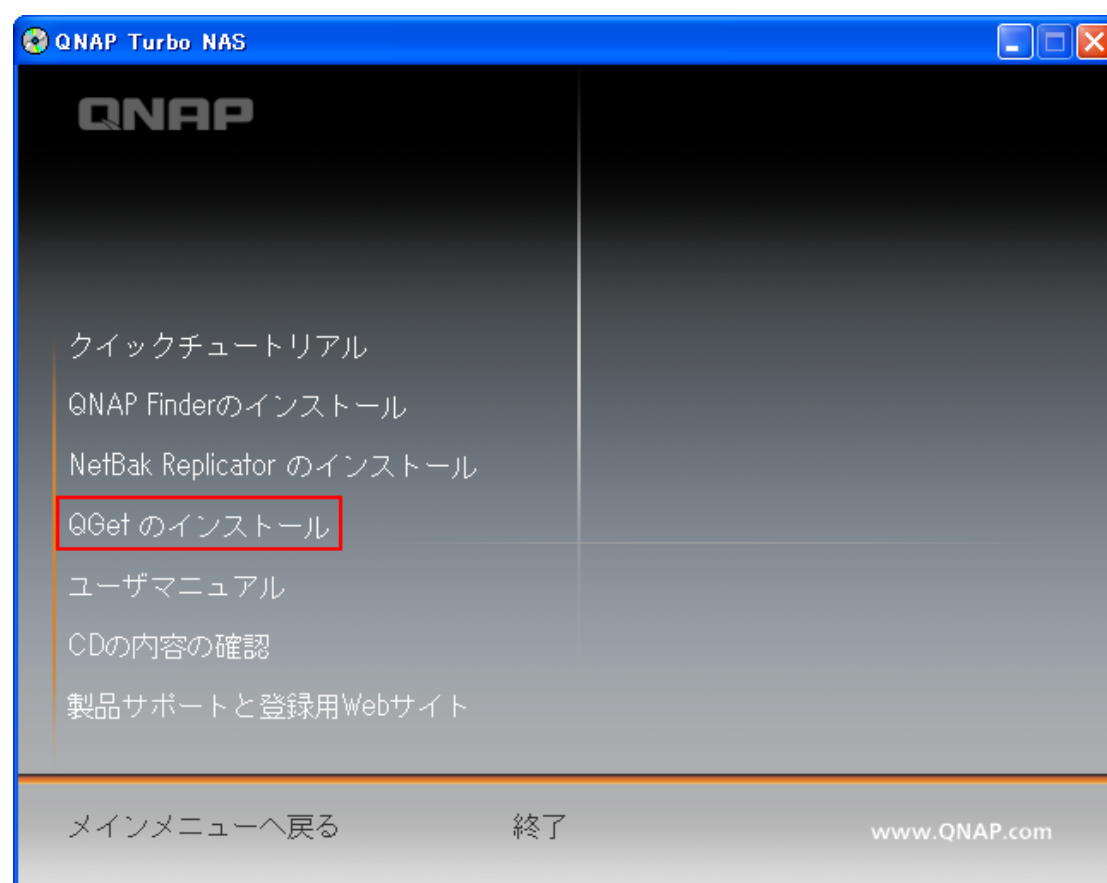 QNAP Turbo NAS
QNAP
クイックチュートリアル
QNAP Finderのインストール
NetBak Replicator のインストール
QGet のインストール
ユーザマニュアル
CDの内容の確認
製品サポートと登録用Webサイト
メインメニューへ戻る 終了 www.QNAP.com